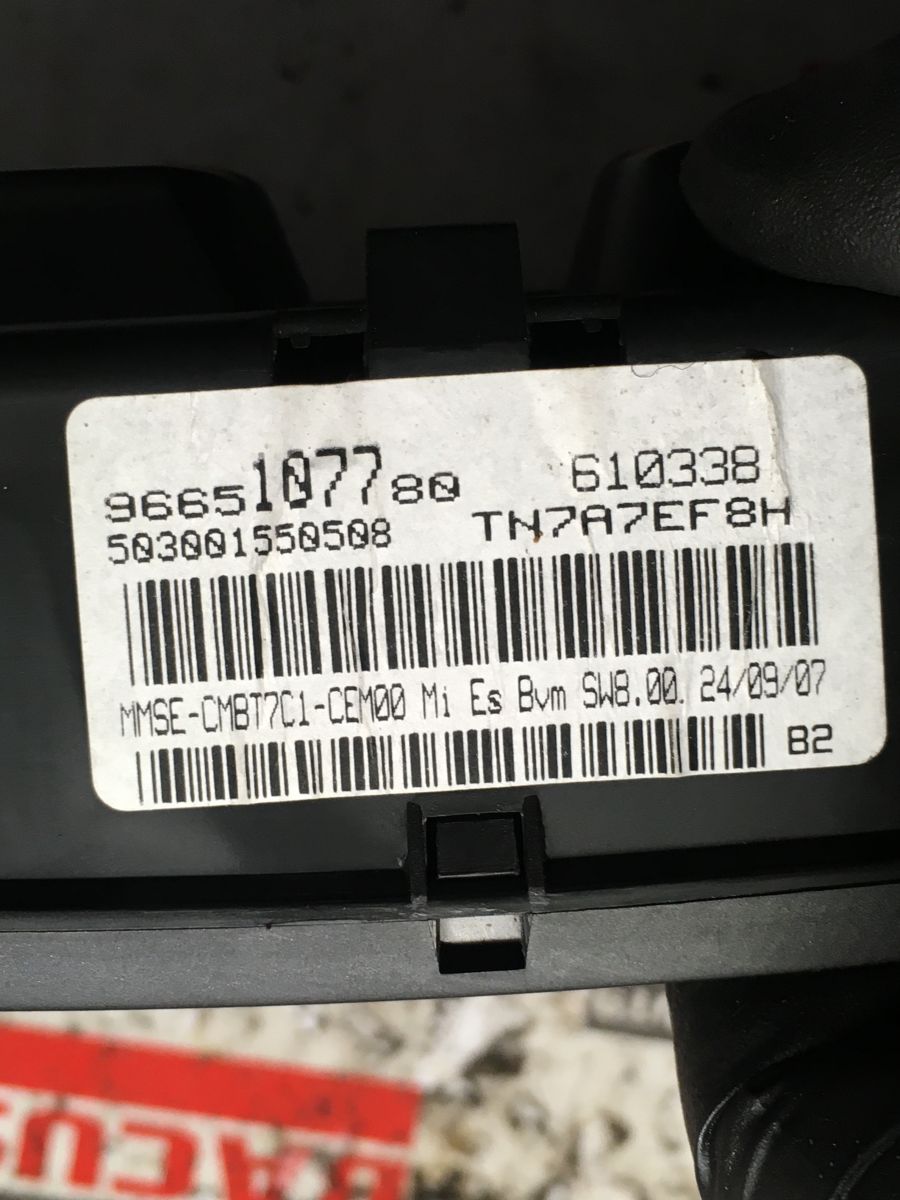 9665107780 610338
503001550508 TN7A7EF8H
MMSE-CMBT7C1-CEM00 Mi Es Bvm SW8.00. 24/09/07
B2